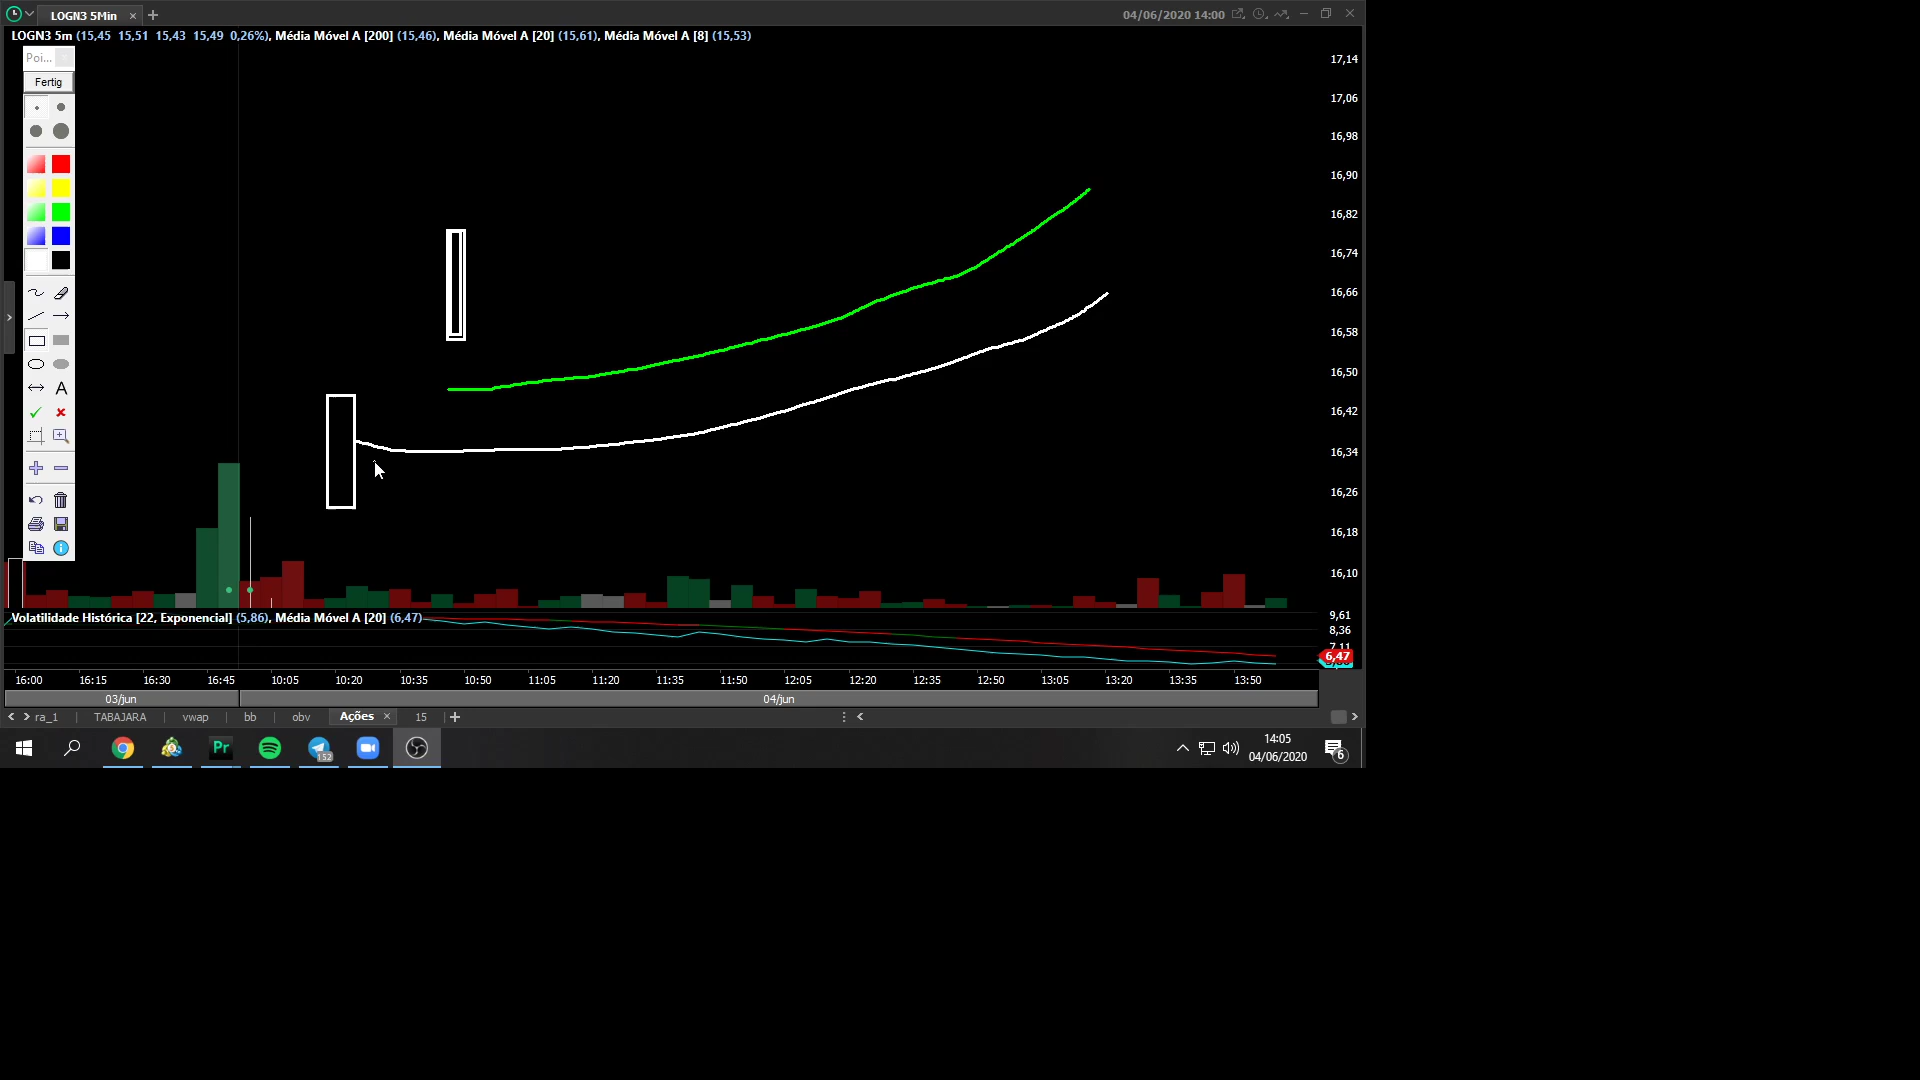 LOGN3 5Min × +
04/06/2020 14:00
LOGN3 5m (15,45 15,51 15,43 15,49 0,26%), Média Móvel A [200] (15,46), Média Móvel A [20] (15,61), Média Móvel A [8] (15,53)
Poi...
Fertig
A
17,14
17,06
16,98
16,90
16,82
16,74
16,66
16,58
16,50
16,42
16,34
16,26
16,18
16,10
Volatilidade Histórica [22, Exponencial] (5,86), Média Móvel A [20] (6,47)
9,61
8,36
7,11
6,47
16:00 16:15 16:30 16:45 10:05 10:20 10:35 10:50 11:05 11:20 11:35 11:50 12:05 12:20 12:35 12:50 13:05 13:20 13:35 13:50
03/jun 04/jun
ra_1 TABAJARA vwap bb obv Ações × 15 +
Pr
152
14:05
04/06/2020
6